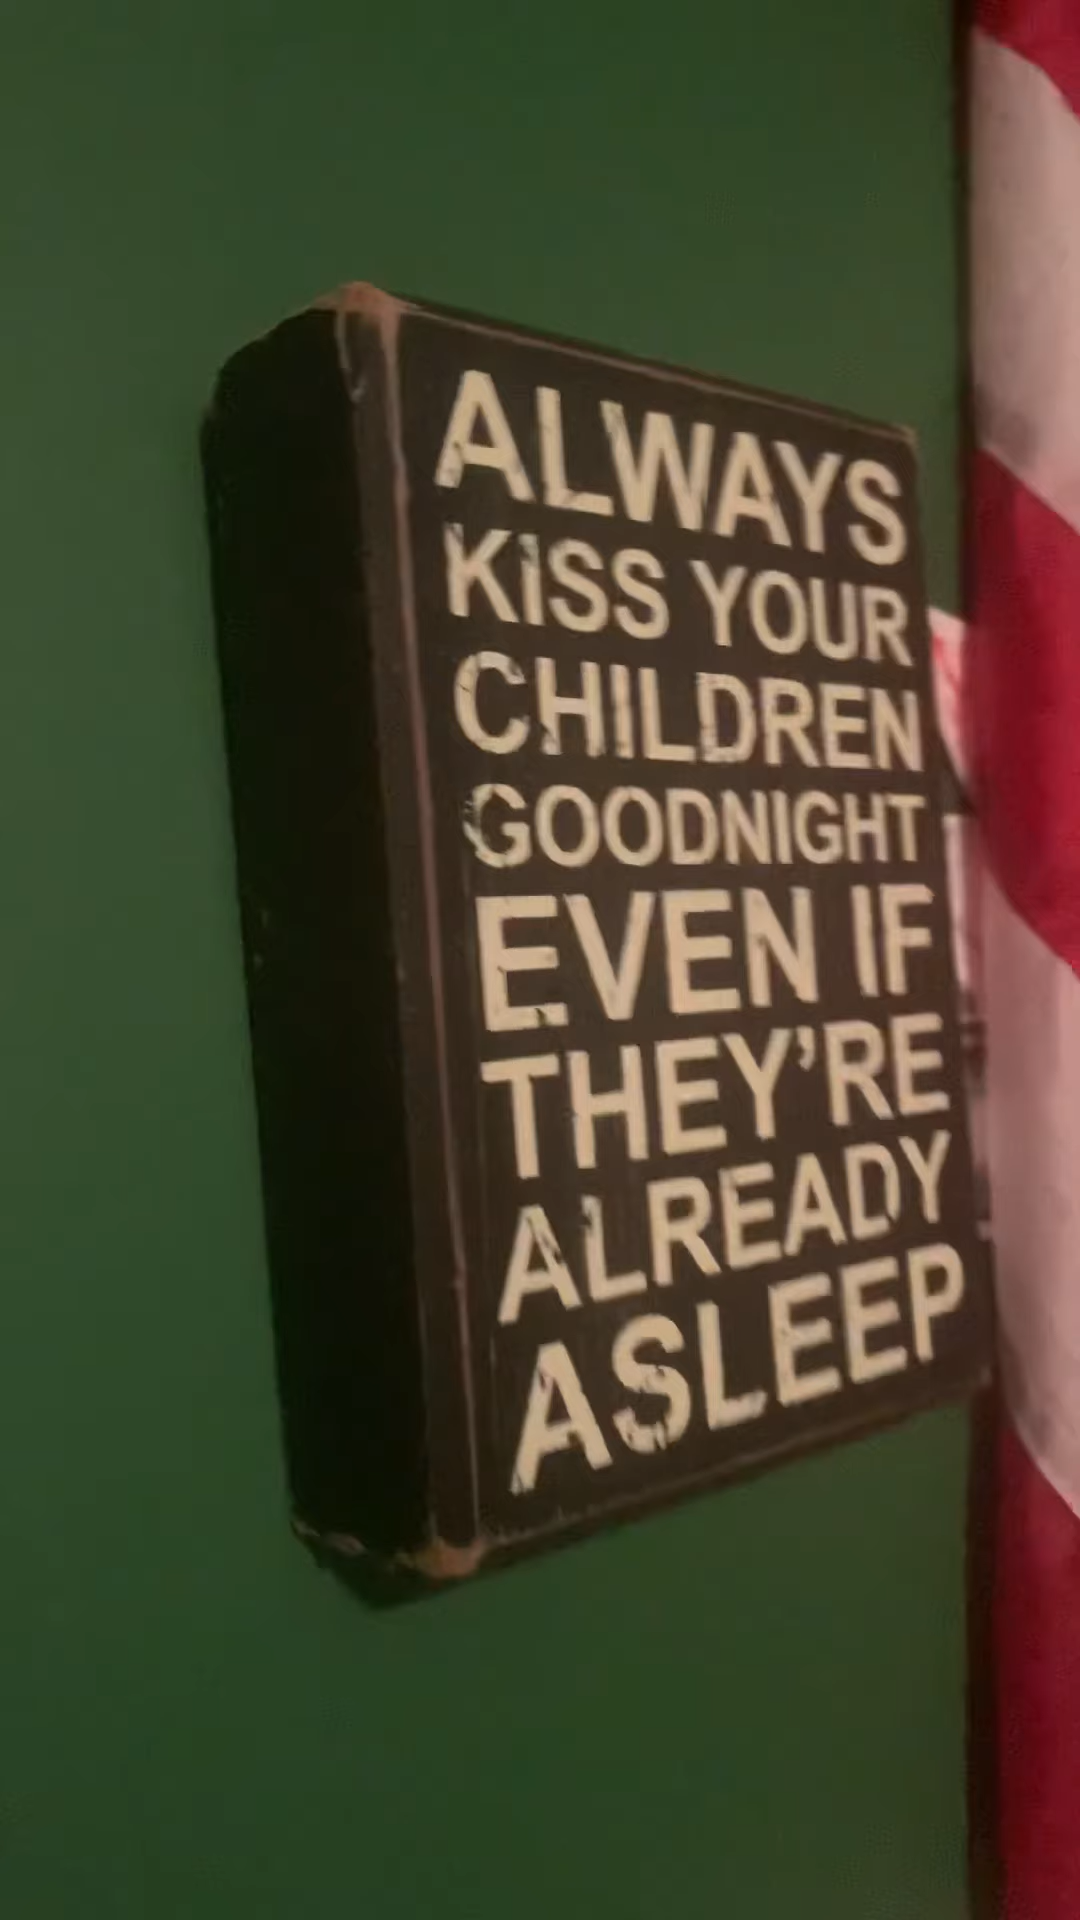 ALWAYS
KISS YOUR
CHILDREN
GOODNIGHT
EVEN IF
THEY'RE
ALREADY
ASLEEP